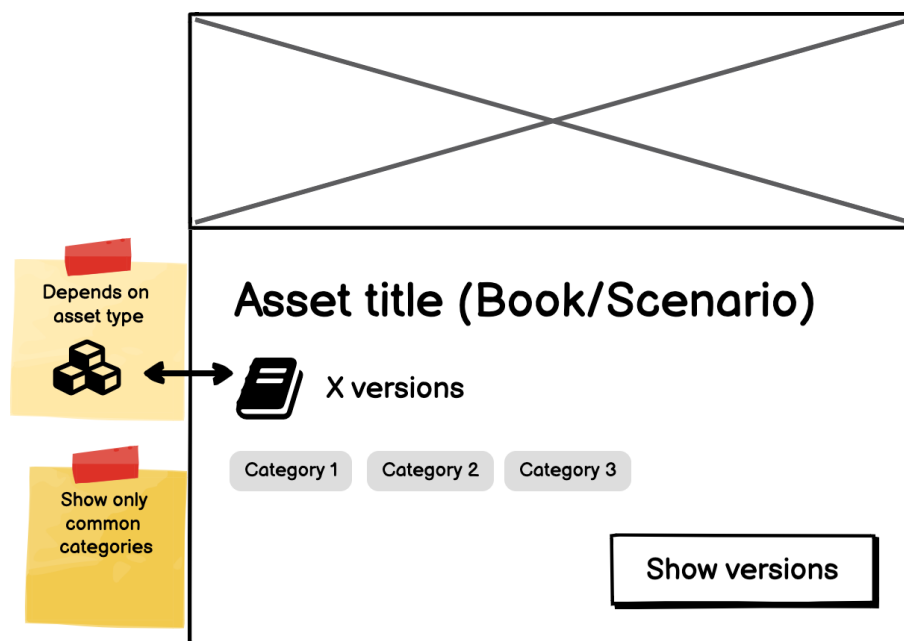 Depends on
asset type
Asset title (Book/Scenario)
X versions
Category 1
Category 2
Category 3
Show only
common
categories
Show versions